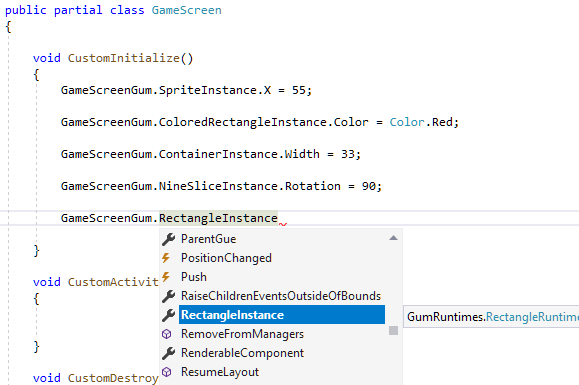 public partial class GameScreen
{
void CustomInitialize()
{
GameScreenGum.SpriteInstance.X = 55;
GameScreenGum.ColoredRectangleInstance.Color = Color.Red;
GameScreenGum.ContainerInstance.Width = 33;
GameScreenGum.NineSliceInstance.Rotation = 90;
GameScreenGum.RectangleInstance
}
ParentGue
PositionChanged
Push
RaiseChildrenEventsOutsideOfBounds
RectangleInstance
RemoveFromManagers
RenderableComponent
ResumeLayout
GumRuntimes.RectangleRuntime
void CustomActivit
{
}
void CustomDestroy